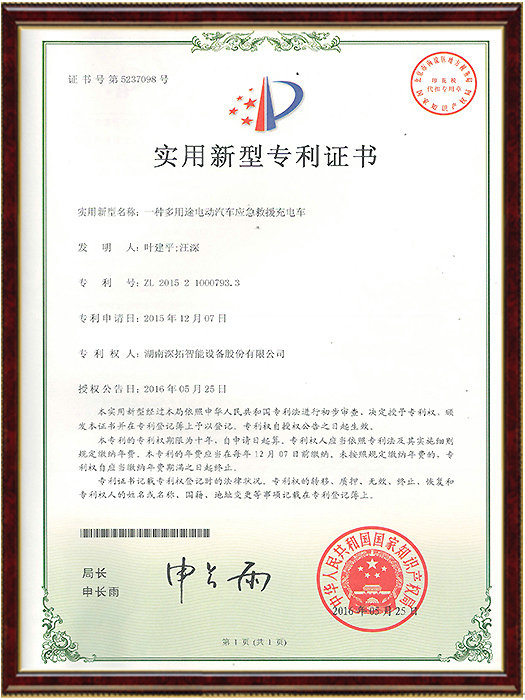 证书号第5237098号
印花税
代扣专用章
实用新型专利证书
实用新型名称：一种多用途电动汽车应急救援充电车
发明人：叶建平;汪深
专利号：ZL 2015 2 1000793.3
专利申请日：2015年12月07日
专利权人：湖南深拓智能设备股份有限公司
授权公告日：2016年05月25日
本实用新型经过本局依照中华人民共和国专利法进行初步审查，决定授予专利权，颁
发本证书并在专利登记簿上予以登记。专利权自授权公告之日起生效。
本专利的专利权期限为十年，自申请日起算。专利权人应当依照专利法及其实施细则
规定缴纳年费。本专利的年费应当在每年12月07日前缴纳。未按照规定缴纳年费的，专
利权自应当缴纳年费期满之日起终止。
专利证书记载专利权登记时的法律状况。专利权的转移、质押、无效、终止、恢复和
专利权人的姓名或名称、国籍、地址变更等事项记载在专利登记簿上。
局长
申长雨
申长雨
中华人民共和国国家知识产权局
2016年05月25日
第1页(共1页)